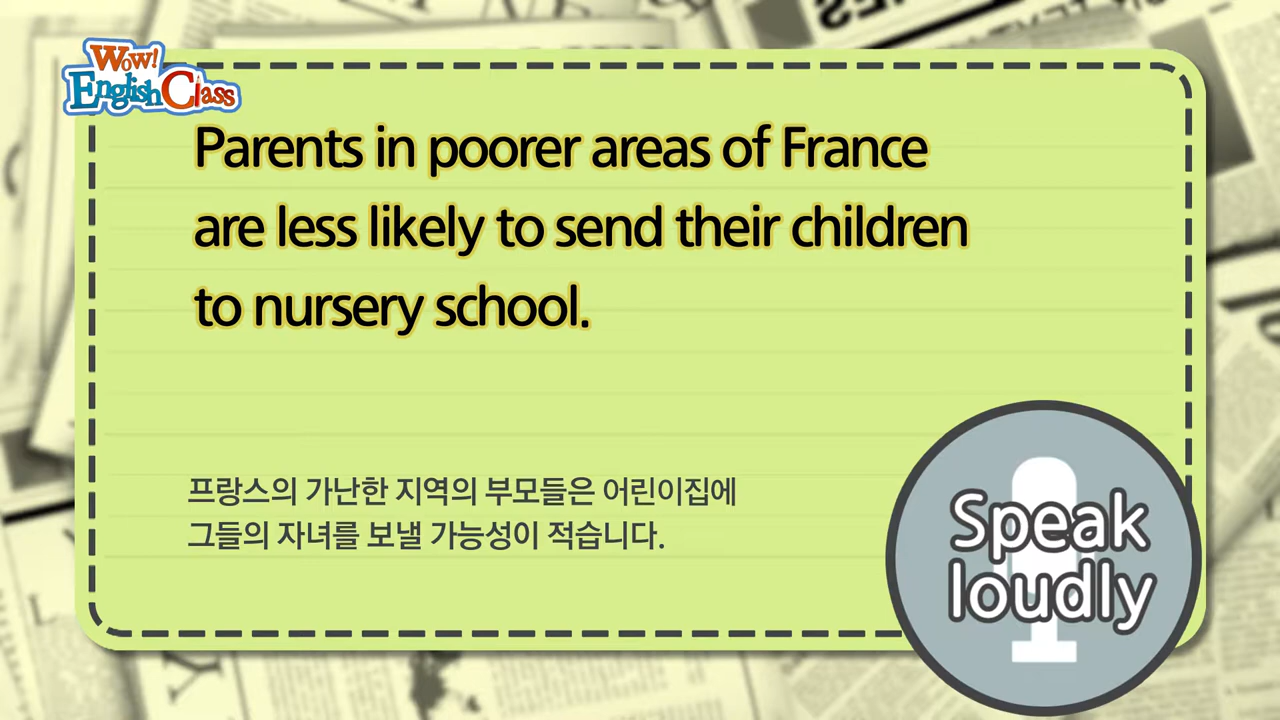 Wow!
English Class
Parents in poorer areas of France
are less likely to send their children
to nursery school.
프랑스의 가난한 지역의 부모들은 어린이집에
그들의 자녀를 보낼 가능성이 적습니다.
Speak
loudly